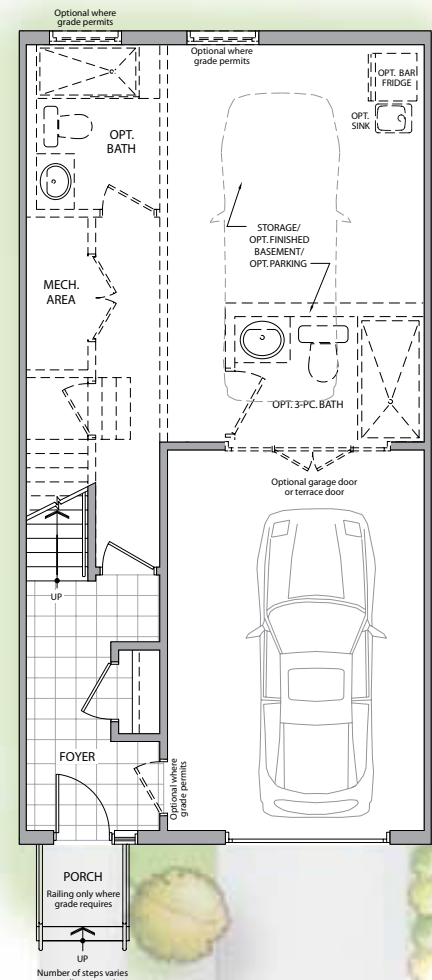 Optional where
grade permits
Optional where
grade permits
OPT. BAR
FRIDGE
OPT.
SINK
OPT.
BATH
STORAGE/
OPT. FINISHED
BASEMENT/
OPT. PARKING
MECH.
AREA
OPT. 3-PC. BATH
Optional garage door
or terrace door
UP
FOYER
Optional where
grade permits
PORCH
Railing only where
grade requires
UP
Number of steps varies